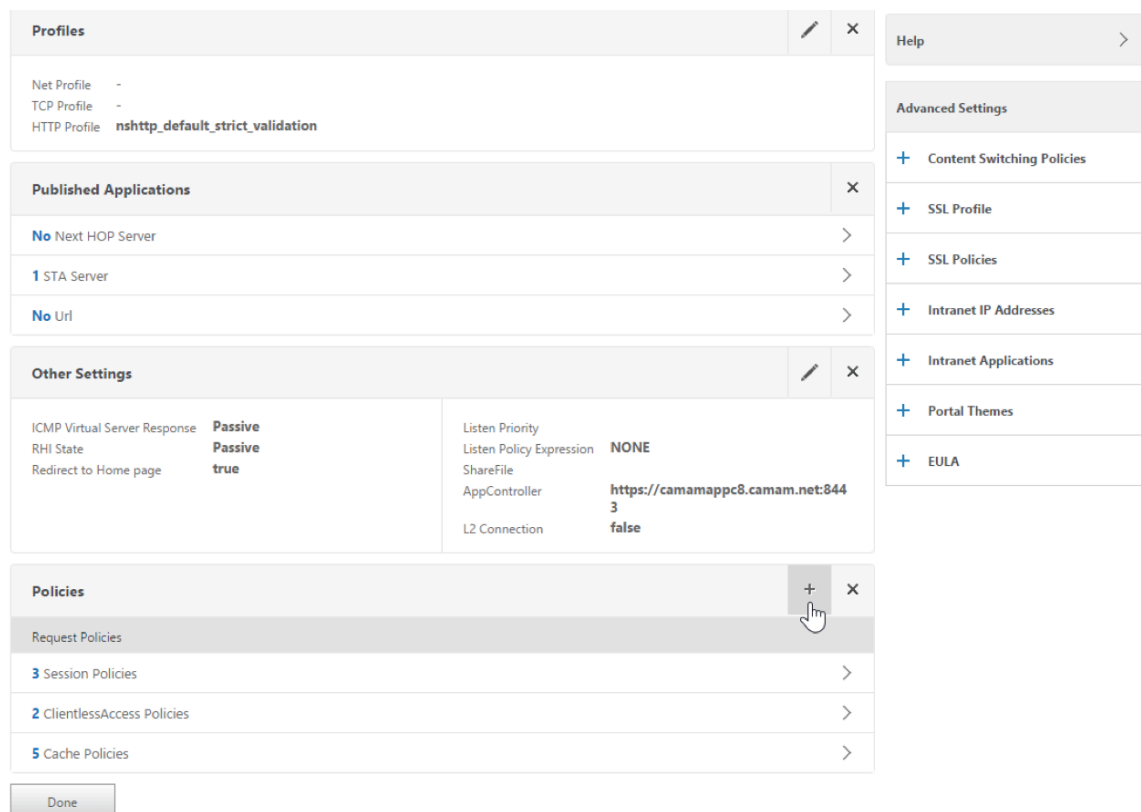 Profiles
Net Profile -
TCP Profile -
HTTP Profile nshttp_default_strict_validation
Published Applications
No Next HOP Server
1 STA Server
No Url
Other Settings
ICMP Virtual Server Response Passive
RHI State Passive
Redirect to Home page true
Listen Priority
Listen Policy Expression NONE
ShareFile
AppController https://camamappc8.camam.net:844
3
L2 Connection false
Policies
Request Policies
3 Session Policies
2 ClientlessAccess Policies
5 Cache Policies
Done
Help
Advanced Settings
Content Switching Policies
SSL Profile
SSL Policies
Intranet IP Addresses
Intranet Applications
Portal Themes
EULA